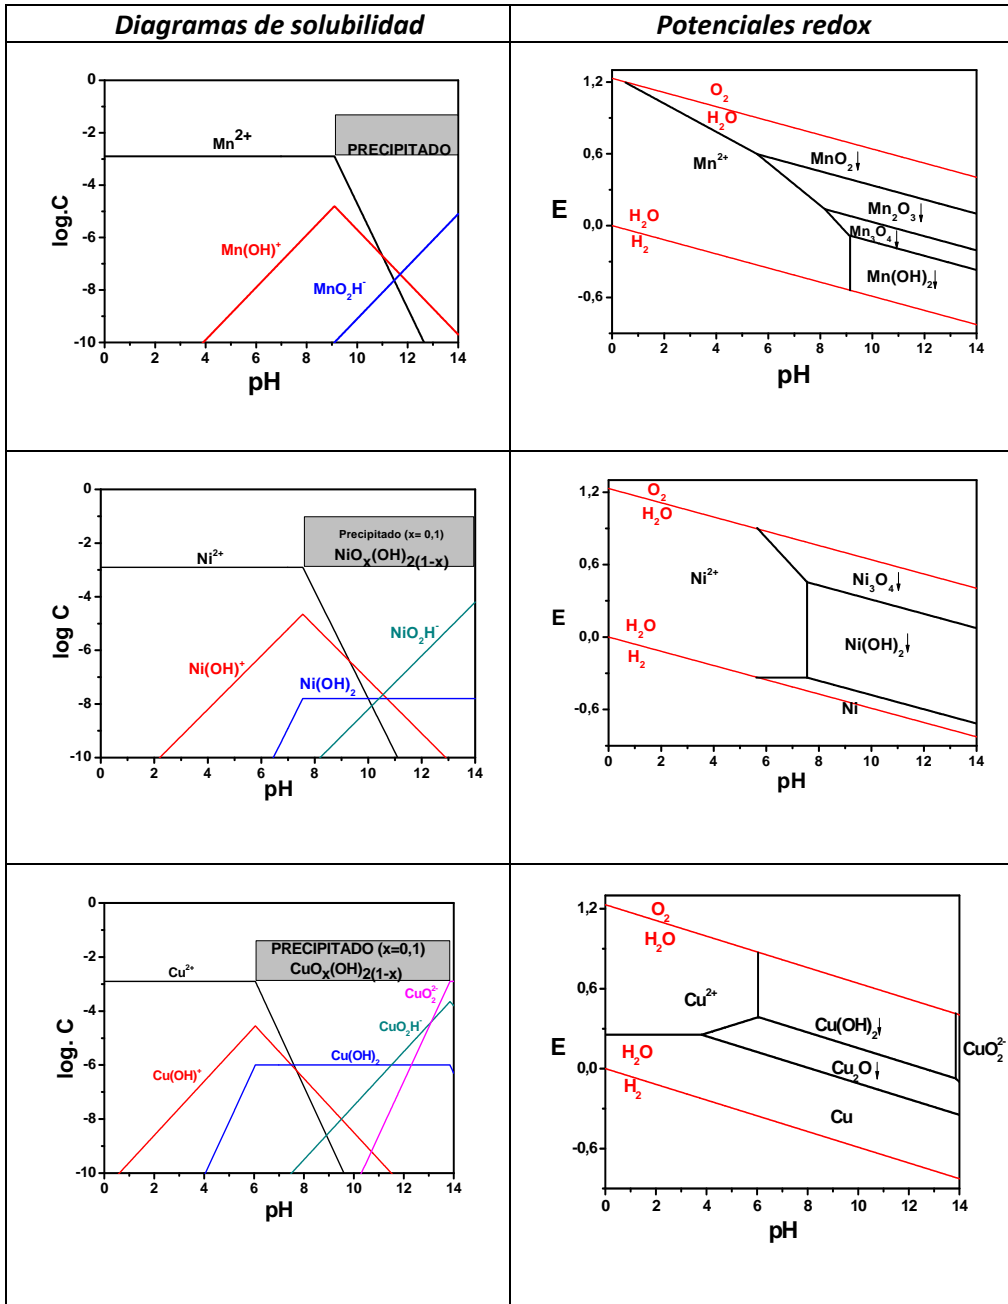 Diagramas de solubilidad
Potenciales redox
0
-2
-4
-6
-8
-10
log.C
Mn2+
PRECIPITADO
Mn(OH)+
MnO2H-
0 2 4 6 8 10 12 14
pH
1,2
0,6
0,0
-0,6
E
O2
H2O
Mn2+
MnO2↓
Mn2O3↓
H2O
H2
Mn3O4↓
Mn(OH)2↓
0 2 4 6 8 10 12 14
pH
0
-2
-4
-6
-8
-10
log C
Precipitado (x= 0,1)
NiOx(OH)2(1-x)
Ni2+
NiO2H-
Ni(OH)+
Ni(OH)2
0 2 4 6 8 10 12 14
pH
1,2
0,6
0,0
-0,6
E
O2
H2O
Ni2+
Ni3O4↓
H2O
H2
Ni(OH)2↓
Ni
0 2 4 6 8 10 12 14
pH
0
-2
-4
-6
-8
-10
log. C
PRECIPITADO (x=0,1)
CuOx(OH)2(1-x)
Cu2+
CuO2 2-
CuO2H-
Cu(OH)2
Cu(OH)+
0 2 4 6 8 10 12 14
pH
1,2
0,6
0,0
-0,6
E
O2
H2O
Cu2+
Cu(OH)2↓
CuO2 2-
H2O
H2
Cu2O↓
Cu
0 2 4 6 8 10 12 14
pH